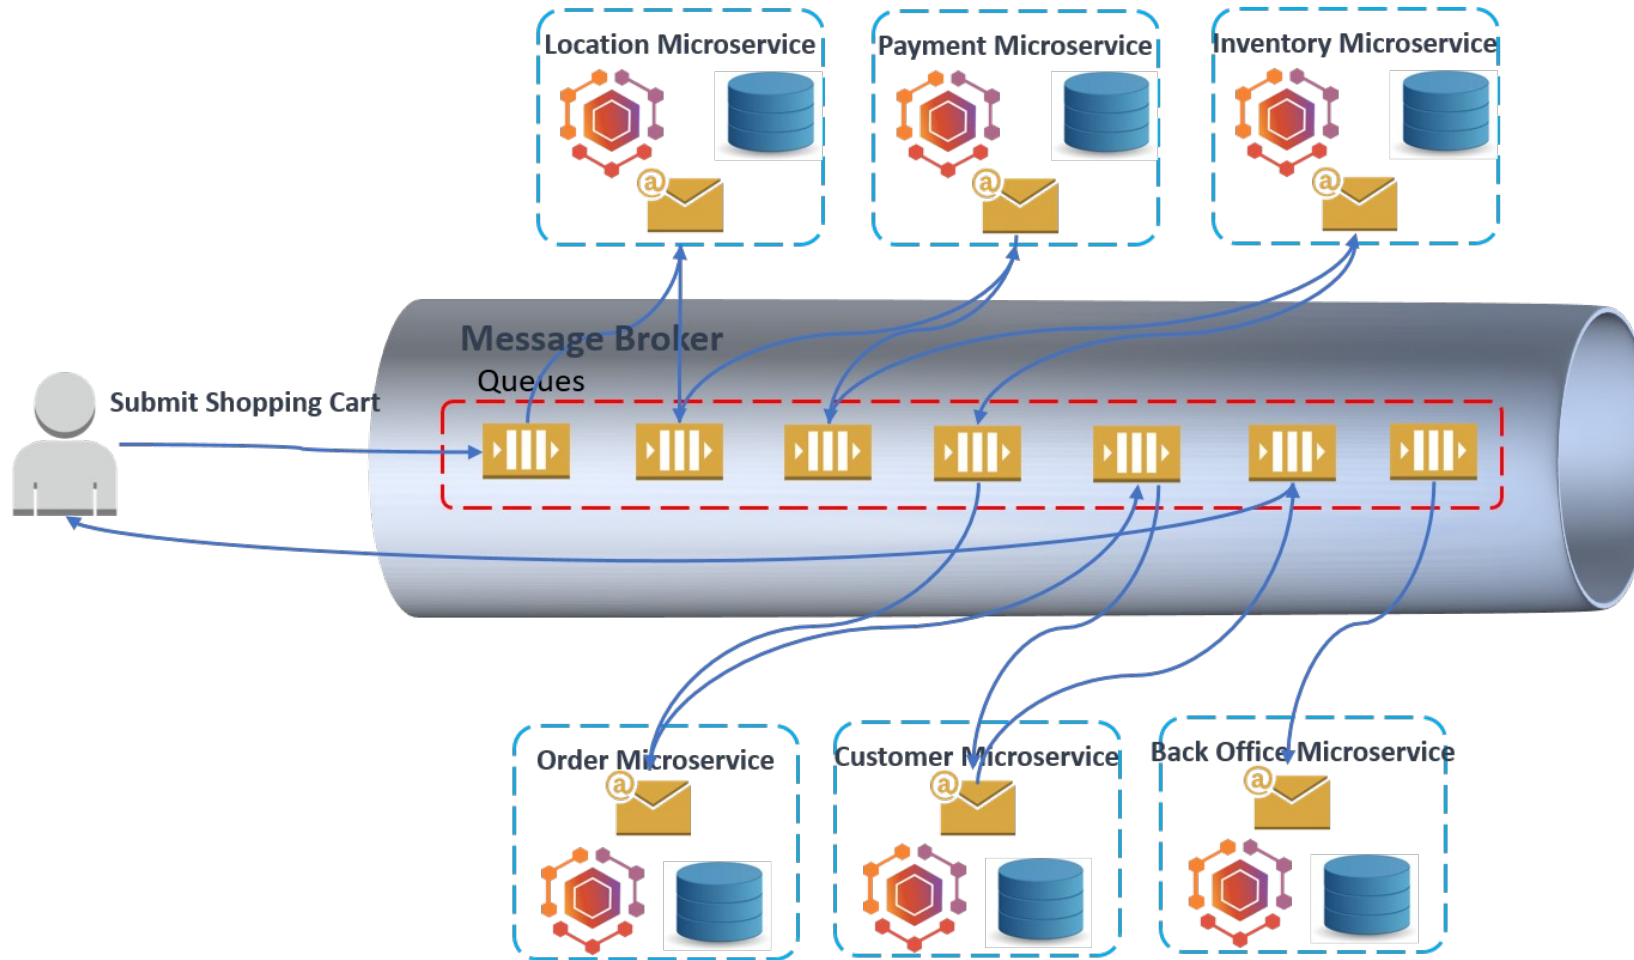 Location Microservice
Payment Microservice
Inventory Microservice
@
@
@
Message Broker
Queues
Submit Shopping Cart
Order Microservice
Customer Microservice
Back Office Microservice
@
@
@